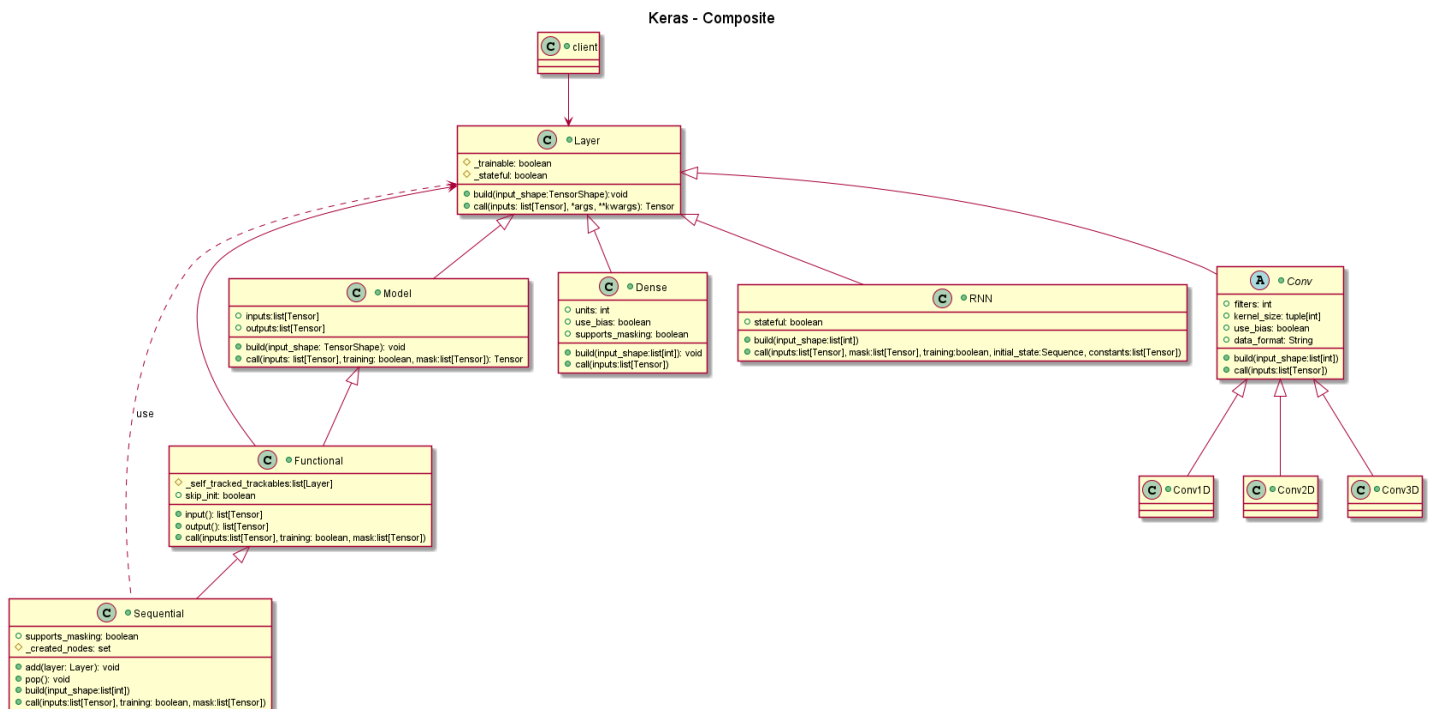 Keras - Composite
C client
C Layer
_trainable: boolean
_stateful: boolean
build(input_shape:TensorShape):void
call(inputs: list[Tensor], *args, **kwargs): Tensor
C Model
inputs:list[Tensor]
outputs:list[Tensor]
build(input_shape: TensorShape): void
call(inputs: list[Tensor], training: boolean, mask:list[Tensor]): Tensor
C Dense
units: int
use_bias: boolean
supports_masking: boolean
build(input_shape:list[int]): void
call(inputs:list[Tensor])
C RNN
stateful: boolean
build(input_shape:list[int])
call(inputs:list[Tensor], mask:list[Tensor], training:boolean, initial_state:Sequence, constants:list[Tensor])
A Conv
filters: int
kernel_size: tuple[int]
use_bias: boolean
data_format: String
build(input_shape:list[int])
call(inputs:list[Tensor])
use
C Functional
_self_tracked_trackables:list[Layer]
skip_init: boolean
input(): list[Tensor]
output(): list[Tensor]
call(inputs:list[Tensor], training: boolean, mask:list[Tensor])
C Conv1D
C Conv2D
C Conv3D
C Sequential
supports_masking: boolean
_created_nodes: set
add(layer: Layer): void
pop(): void
build(input_shape:list[int])
call(inputs:list[Tensor], training: boolean, mask:list[Tensor])